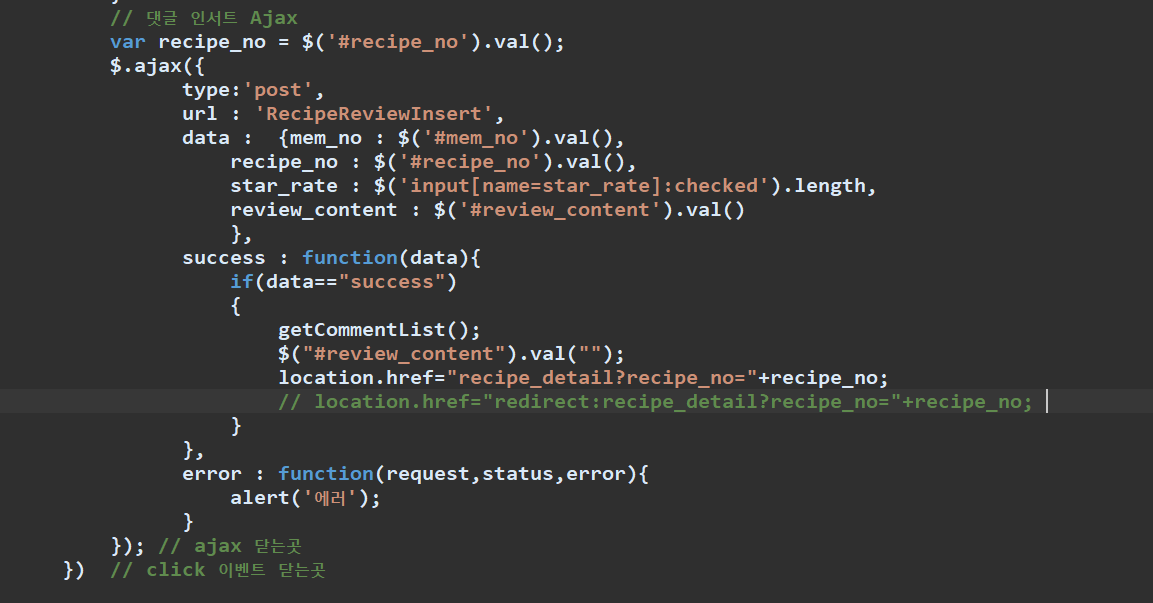 // 댓글 인서트 Ajax
var recipe_no = $('#recipe_no').val();
$.ajax({
type:'post',
url : 'RecipeReviewInsert',
data :  {mem_no : $('#mem_no').val(),
recipe_no : $('#recipe_no').val(),
star_rate : $('input[name=star_rate]:checked').length,
review_content : $('#review_content').val()
},
success : function(data){
if(data=="success")
{
getCommentList();
$("#review_content").val("");
location.href="recipe_detail?recipe_no="+recipe_no;
// location.href="redirect:recipe_detail?recipe_no="+recipe_no;
}
},
error : function(request,status,error){
alert('에러');
}
}); // ajax 닫는곳
})  // click 이벤트 닫는곳